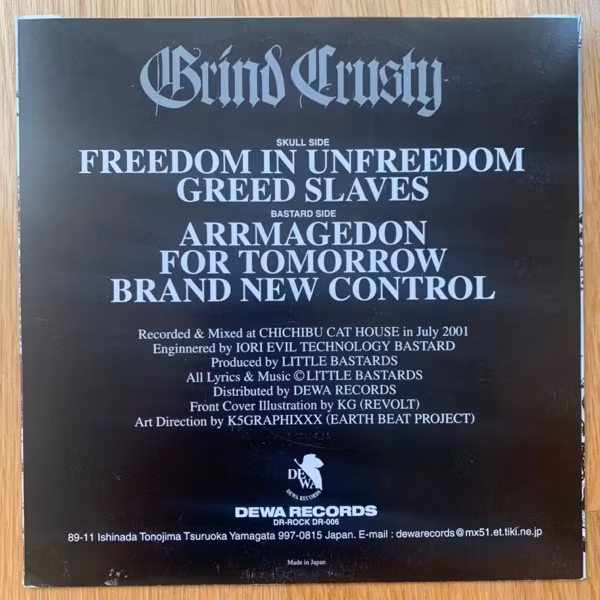 Grind Crusty
SKULL SIDE
FREEDOM IN UNFREEDOM
GREED SLAVES
BASTARD SIDE
ARRMAGEDON
FOR TOMORROW
BRAND NEW CONTROL
Recorded & Mixed at CHICHIBU CAT HOUSE in July 2001
Enginnered by IORI EVIL TECHNOLOGY BASTARD
Produced by LITTLE BASTARDS
All Lyrics & Music ©LITTLE BASTARDS
Distributed by DEWA RECORDS
Front Cover Illustration by KG (REVOLT)
Art Direction by K5GRAPHIXXX (EARTH BEAT PROJECT)
DEWA
DEWA RECORDS
DEWA RECORDS
DR-ROCK DR-006
89-11 Ishinada Tonojima Tsuruoka Yamagata 997-0815 Japan. E-mail : dewarecords@mx51.et.tiki.ne.jp
Made in Japan